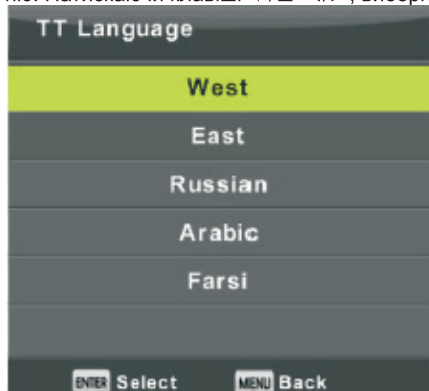 TT Language
West
East
Russian
Arabic
Farsi
ENTER Select MENU Back